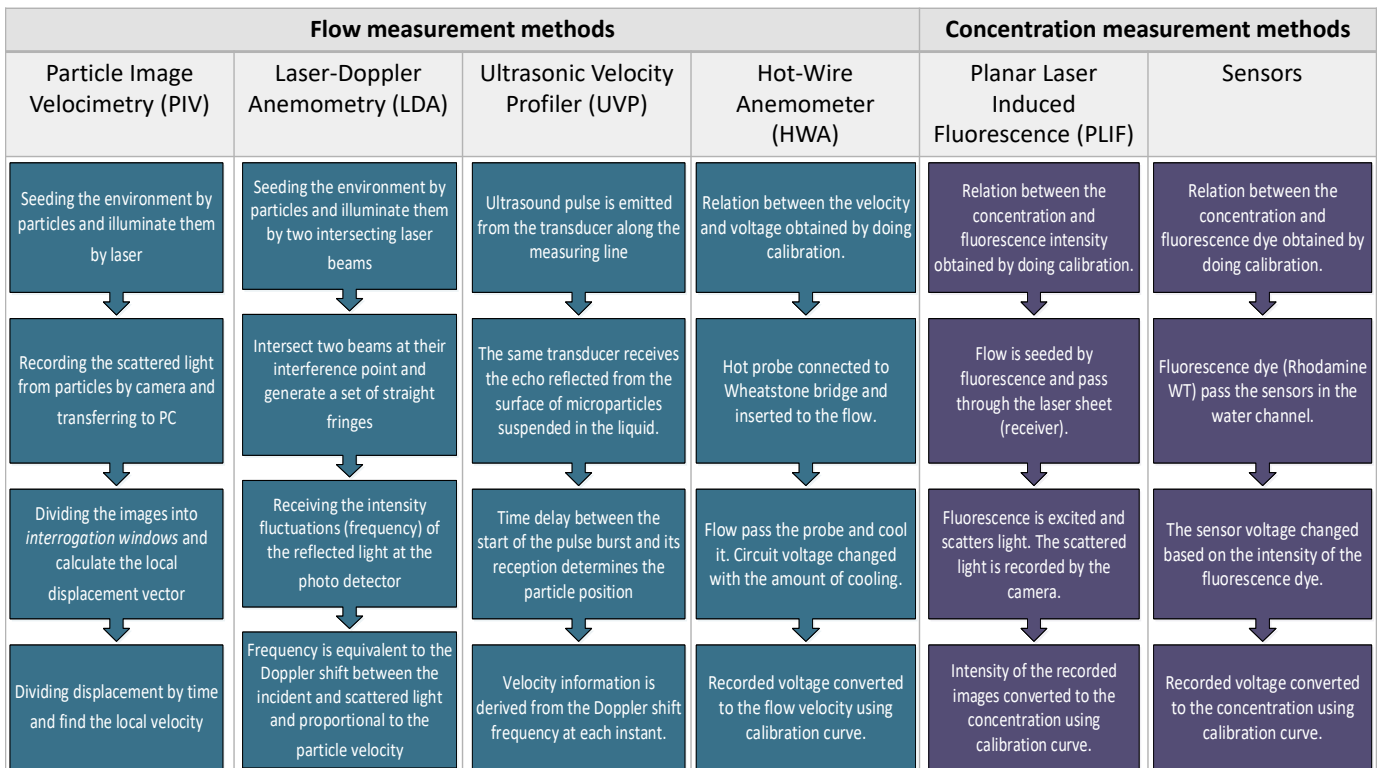 Flow measurement methods
Concentration measurement methods
Particle Image
Velocimetry (PIV)
Laser-Doppler
Anemometry (LDA)
Ultrasonic Velocity
Profiler (UVP)
Hot-Wire
Anemometer
(HWA)
Planar Laser
Induced
Fluorescence (PLIF)
Sensors
Seeding the environment by
particles and illuminate them
by laser
Recording the scattered light
from particles by camera and
transferring to PC
Dividing the images into
interrogation windows and
calculate the local
displacement vector
Dividing displacement by time
and find the local velocity
Seeding the environment by
particles and illuminate them
by two intersecting laser
beams
Intersect two beams at their
interference point and
generate a set of straight
fringes
Receiving the intensity
fluctuations (frequency) of
the reflected light at the
photo detector
Frequency is equivalent to the
Doppler shift between the
incident and scattered light
and proportional to the
particle velocity
Ultrasound pulse is emitted
from the transducer along the
measuring line
The same transducer receives
the echo reflected from the
surface of microparticles
suspended in the liquid.
Time delay between the
start of the pulse burst and its
reception determines the
particle position
Velocity information is
derived from the Doppler shift
frequency at each instant.
Relation between the velocity
and voltage obtained by doing
calibration.
Hot probe connected to
Wheatstone bridge and
inserted to the flow.
Flow pass the probe and cool
it. Circuit voltage changed
with the amount of cooling.
Recorded voltage converted
to the flow velocity using
calibration curve.
Relation between the
concentration and
fluorescence intensity
obtained by doing calibration.
Flow is seeded by
fluorescence and pass
through the laser sheet
(receiver).
Fluorescence is excited and
scatters light. The scattered
light is recorded by the
camera.
Intensity of the recorded
images converted to the
concentration using
calibration curve.
Relation between the
concentration and
fluorescence dye obtained by
doing calibration.
Fluorescence dye (Rhodamine
WT) pass the sensors in the
water channel.
The sensor voltage changed
based on the intensity of the
fluorescence dye.
Recorded voltage converted
to the concentration using
calibration curve.